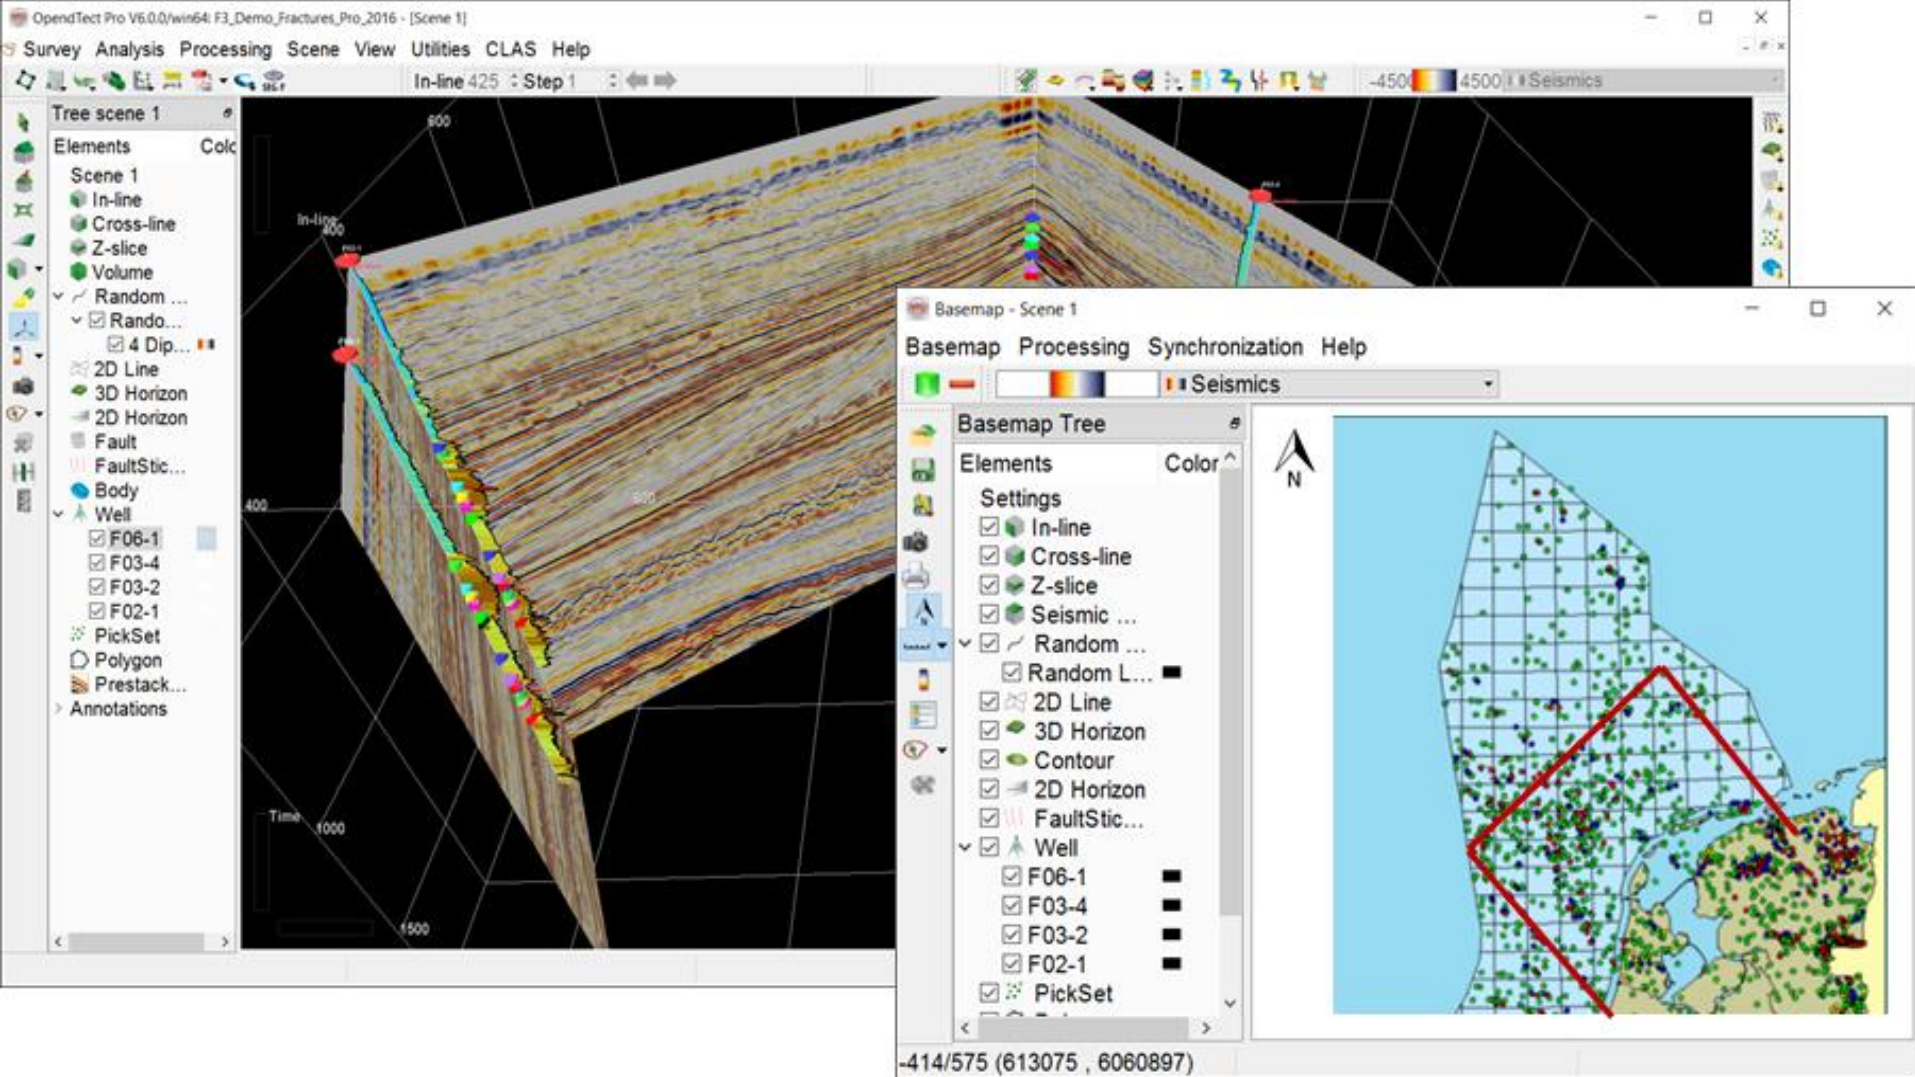 OpendTect Pro V6.0.0/win64: F3_Demo_Fractures_Pro_2016 - [Scene 1]
Survey Analysis Processing Scene View Utilities CLAS Help
In-line 425 Step 1
-4500 4500 Seismics
Tree scene 1
Elements Colc
Scene 1
In-line
Cross-line
Z-slice
Volume
Random ...
Rando...
4 Dip...
2D Line
3D Horizon
2D Horizon
Fault
FaultStic...
Body
Well
F06-1
F03-4
F03-2
F02-1
PickSet
Polygon
Prestack...
Annotations
600
In-line
400
400
800
Time
1000
1500
Basemap - Scene 1
Basemap Processing Synchronization Help
Seismics
Basemap Tree
Elements Color
Settings
In-line
Cross-line
Z-slice
Seismic ...
Random ...
Random L...
2D Line
3D Horizon
Contour
2D Horizon
FaultStic...
Well
F06-1
F03-4
F03-2
F02-1
PickSet
N
-414/575 (613075 , 6060897)